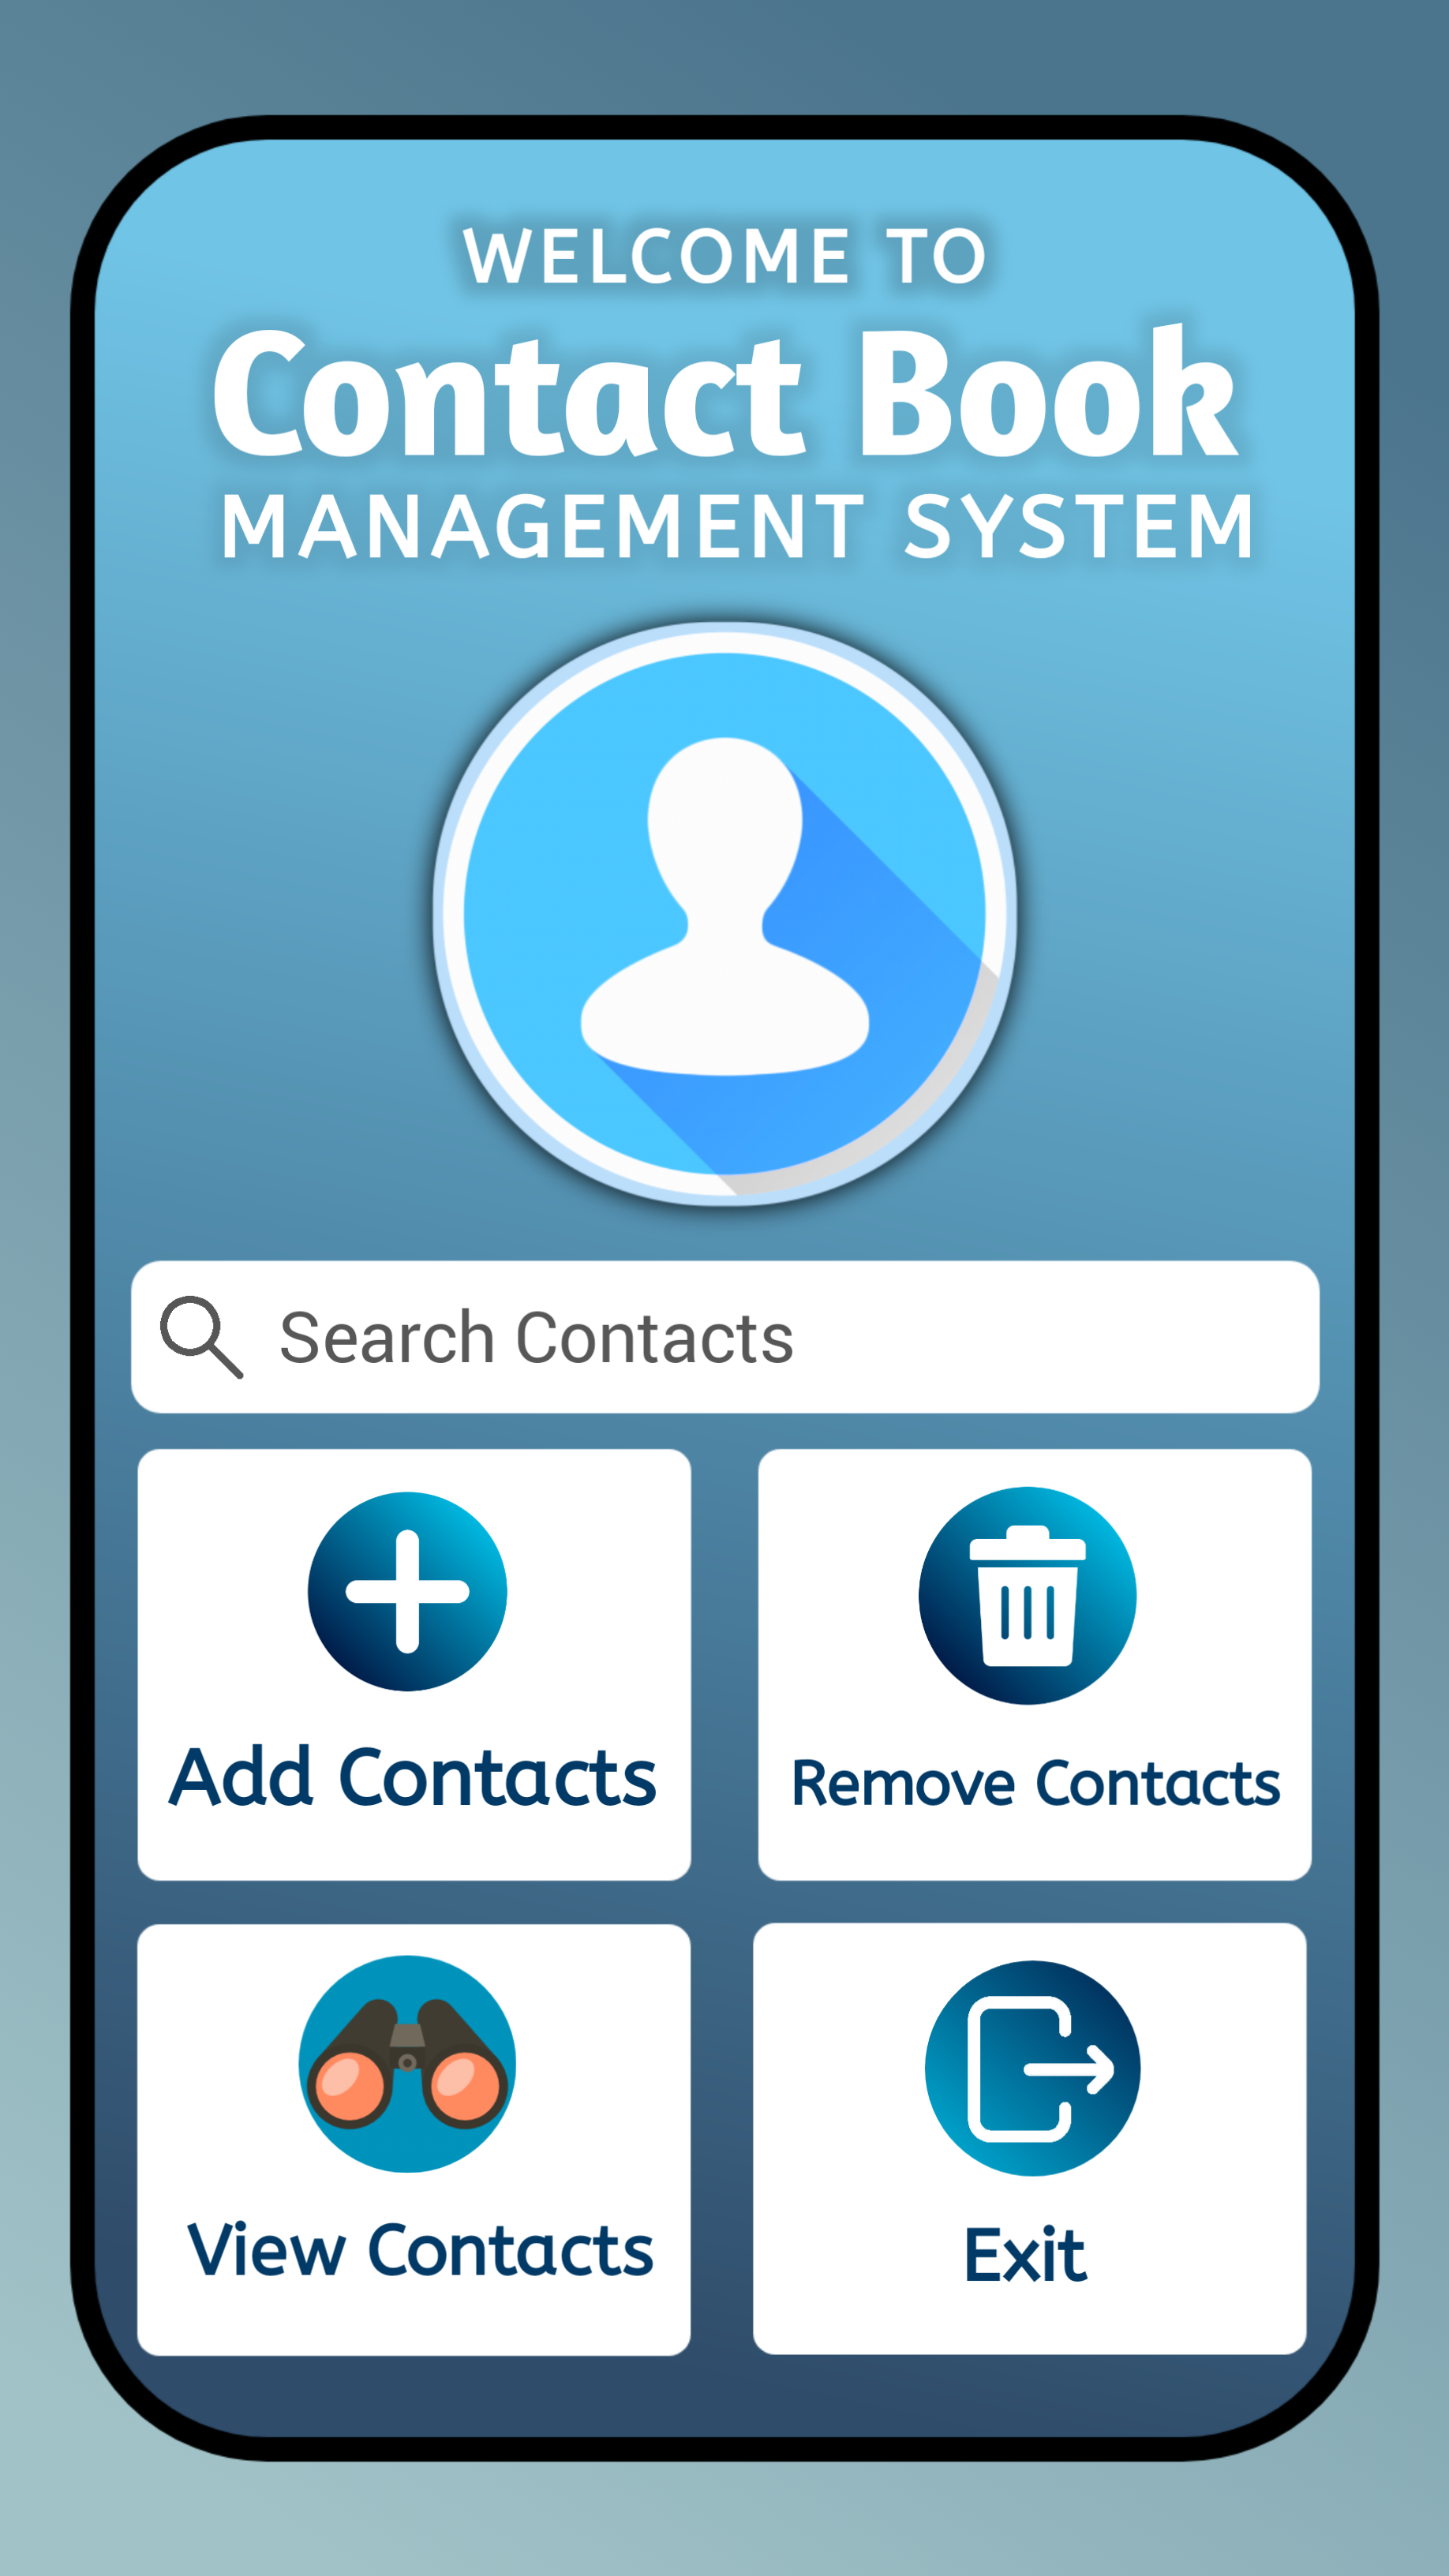 WELCOME TO
Contact Book
MANAGEMENT SYSTEM
Search Contacts
Add Contacts
Remove Contacts
View Contacts
Exit